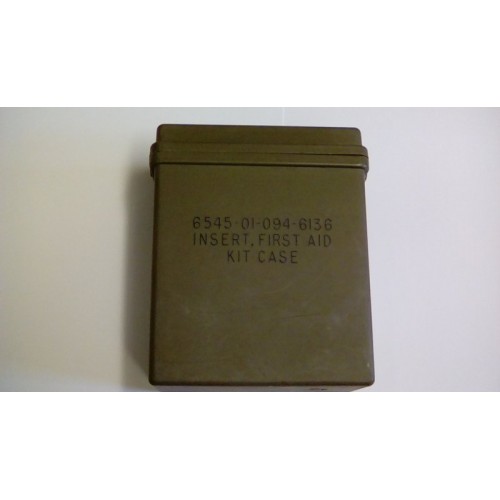 6545-01-094-6136
INSERT, FIRST AID
KIT CASE